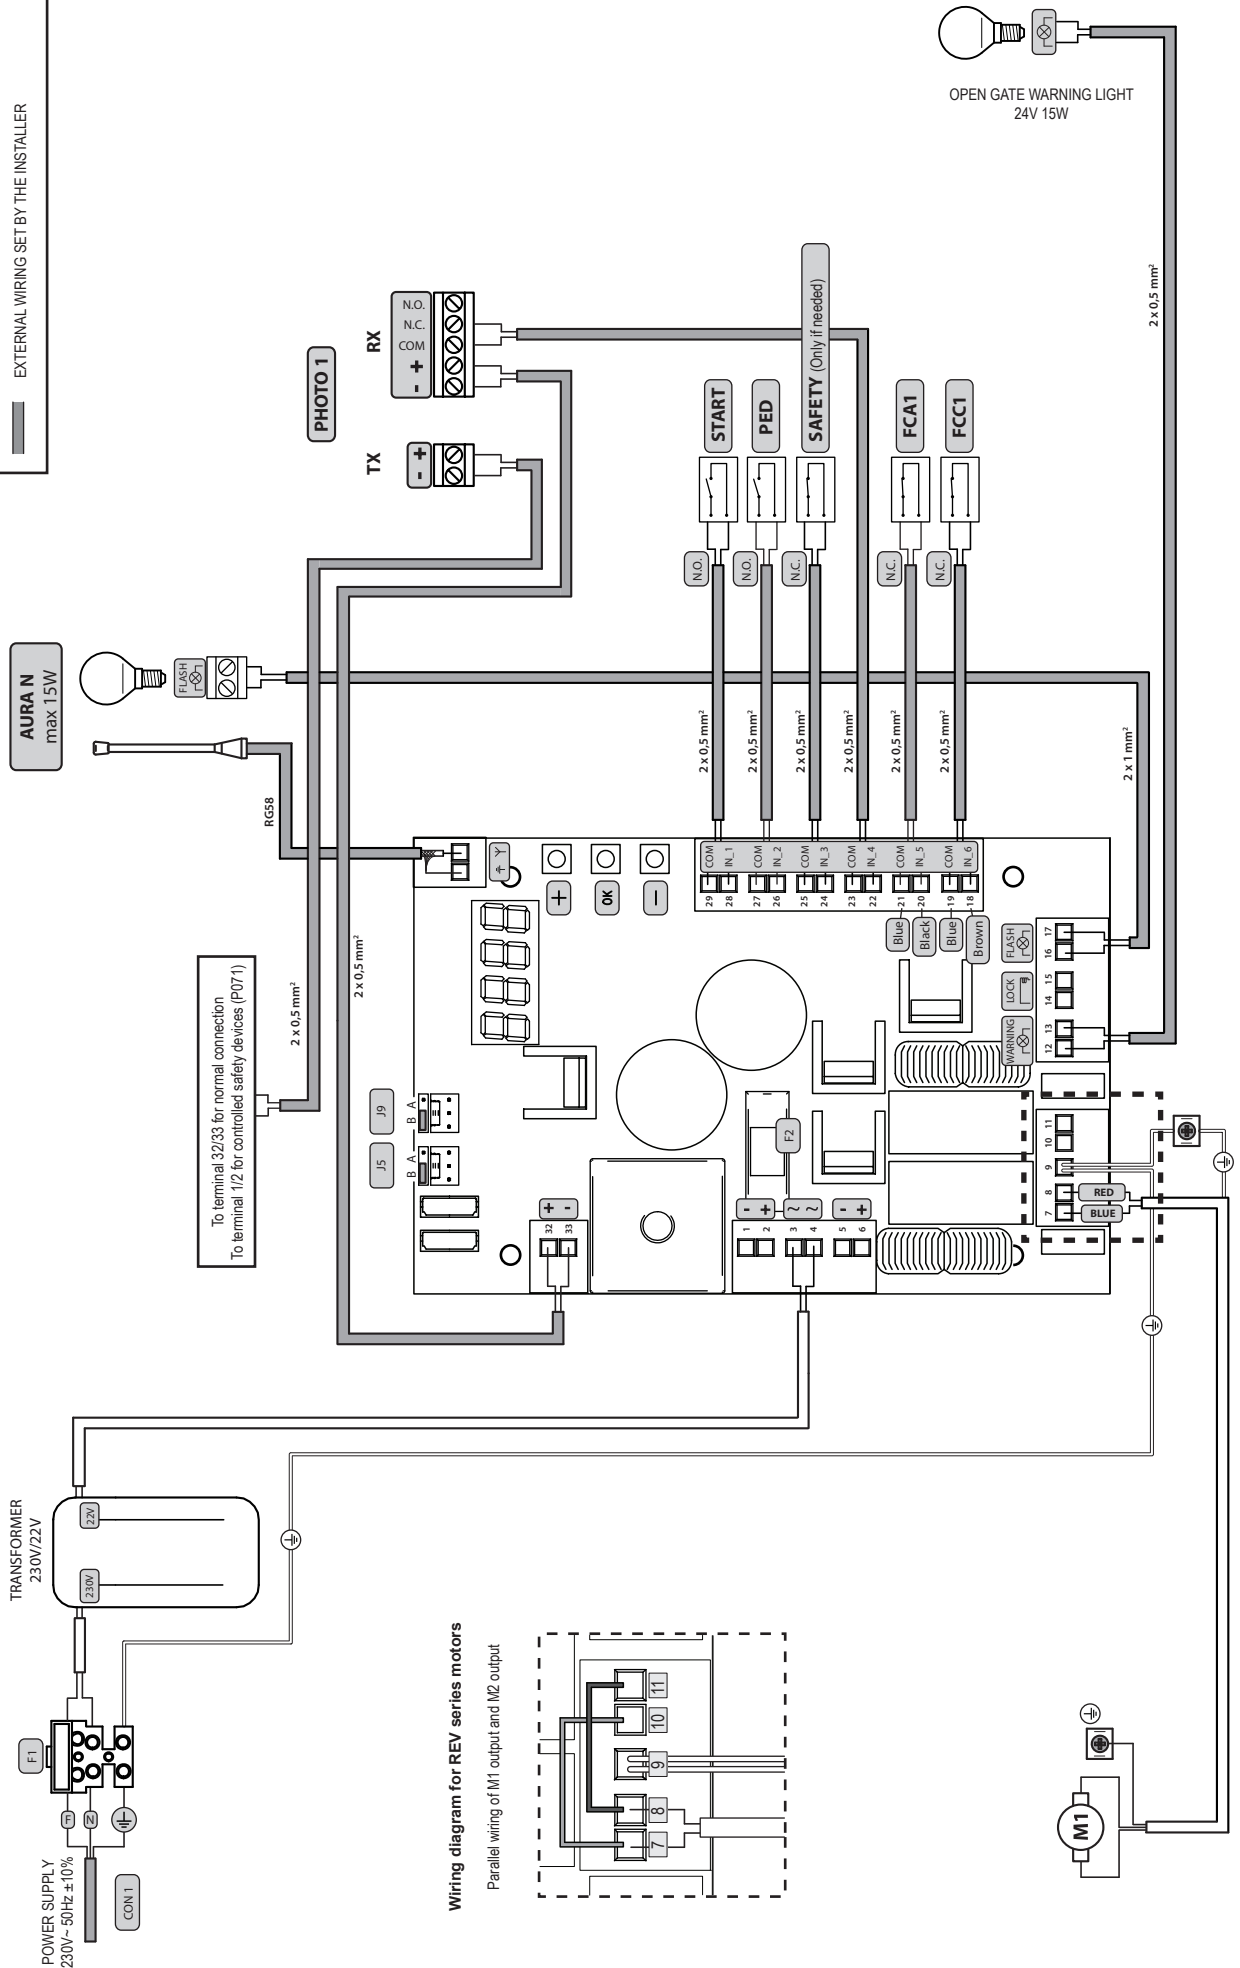 EXTERNAL WIRING SET BY THE INSTALLER
AURA N
max 15W
FLASH
RG58
PHOTO 1
TX
- +
RX
- + COM N.C. N.O.
OPEN GATE WARNING LIGHT
24V 15W
To terminal 32/33 for normal connection
To terminal 1/2 for controlled safety devices (P071)
2 x 0,5 mm²
2 x 0,5 mm²
START
PED
SAFETY (Only if needed)
FCA1
FCC1
N.O.
N.O.
N.C.
N.C.
N.C.
2 x 0,5 mm²
2 x 0,5 mm²
2 x 0,5 mm²
2 x 0,5 mm²
2 x 0,5 mm²
2 x 0,5 mm²
2 x 1 mm²
2 x 0,5 mm²
J5
B A
J9
B A
+
OK
-
29 COM
28 IN_1
27 COM
26 IN_2
25 COM
24 IN_3
23 COM
22 IN_4
21 COM
20 IN_5
19 COM
18 IN_6
Blue
Black
Blue
Brown
32 +
33 -
1 -
2 +
3 ~
4 ~
5 -
6 +
F2
WARNING
LOCK
FLASH
12 13 14 15 16 17
7 8 9 10 11
RED
BLUE
TRANSFORMER
230V/22V
230V
22V
F1
F
N
POWER SUPPLY
230V~ 50Hz ±10%
CON 1
Wiring diagram for REV series motors
Parallel wiring of M1 output and M2 output
7 8 9 10 11
M1